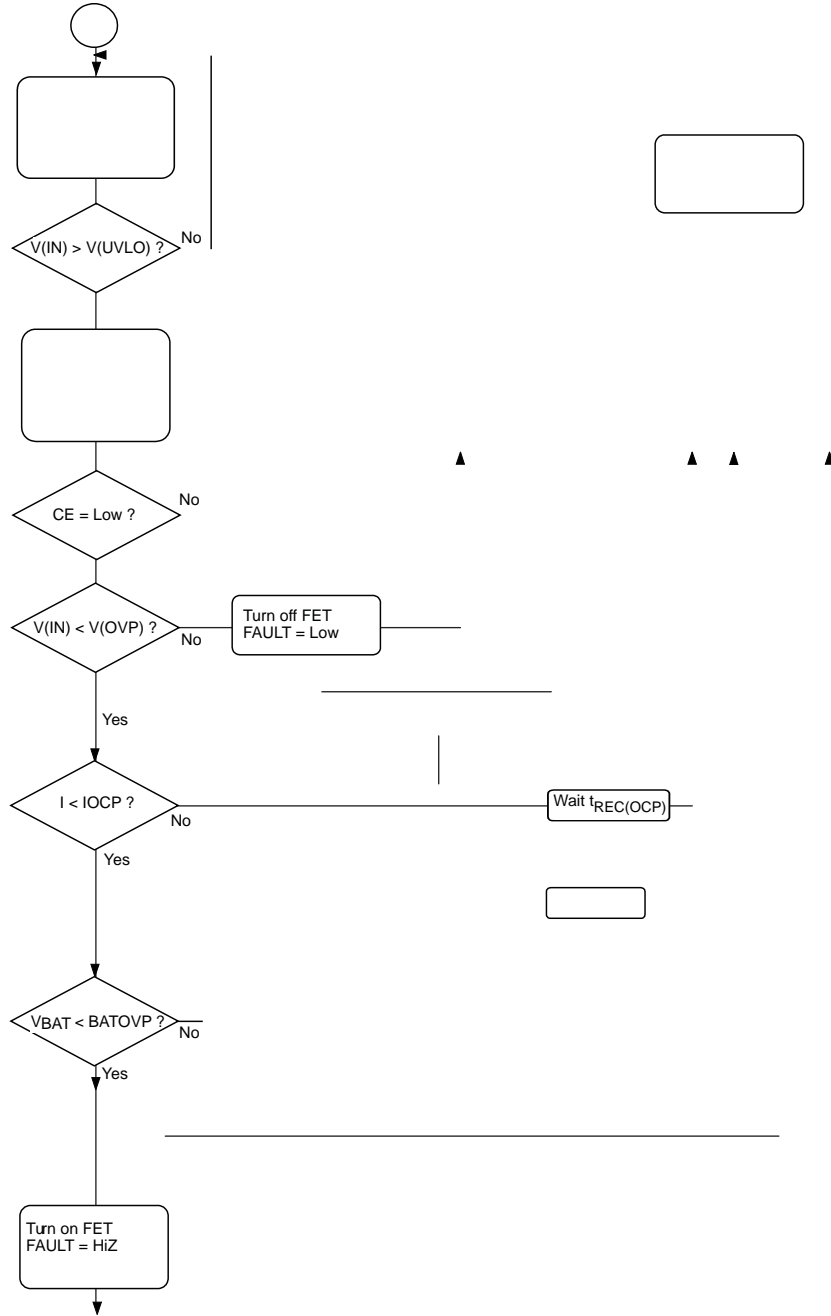 V(IN) > V(UVLO) ?
No
CE = Low ?
No
V(IN) < V(OVP) ?
No
Turn off FET
FAULT = Low
Yes
I < IOCP ?
No
Wait tREC(OCP)
Yes
VBAT < BATOVP ?
No
Yes
Turn on FET
FAULT = HiZ